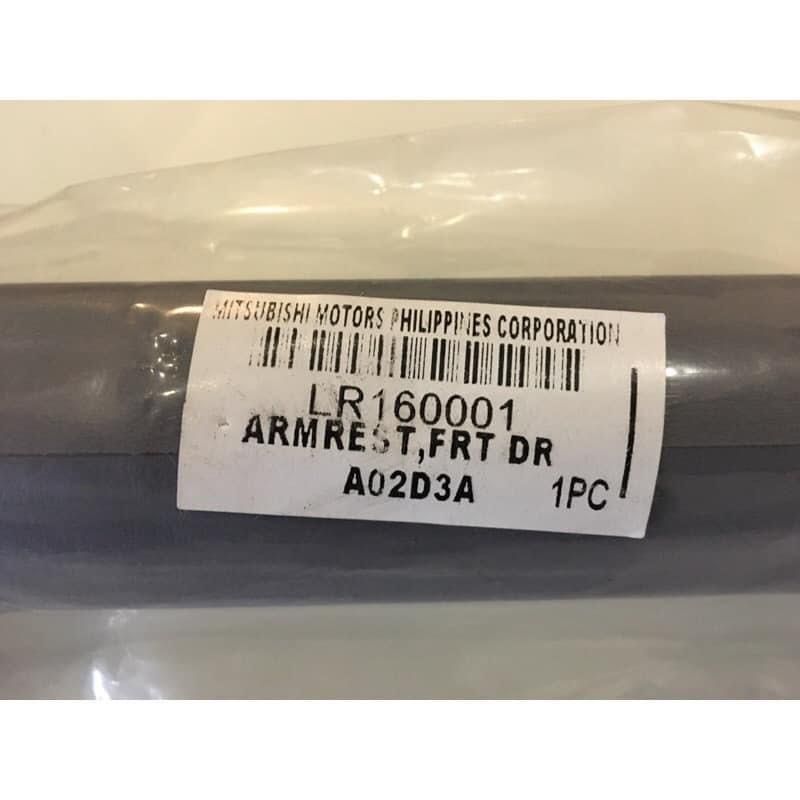 MITSUBISHI MOTORS PHILIPPINES CORPORATION
LR160001
ARMREST,FRT DR
A02D3A 1PC